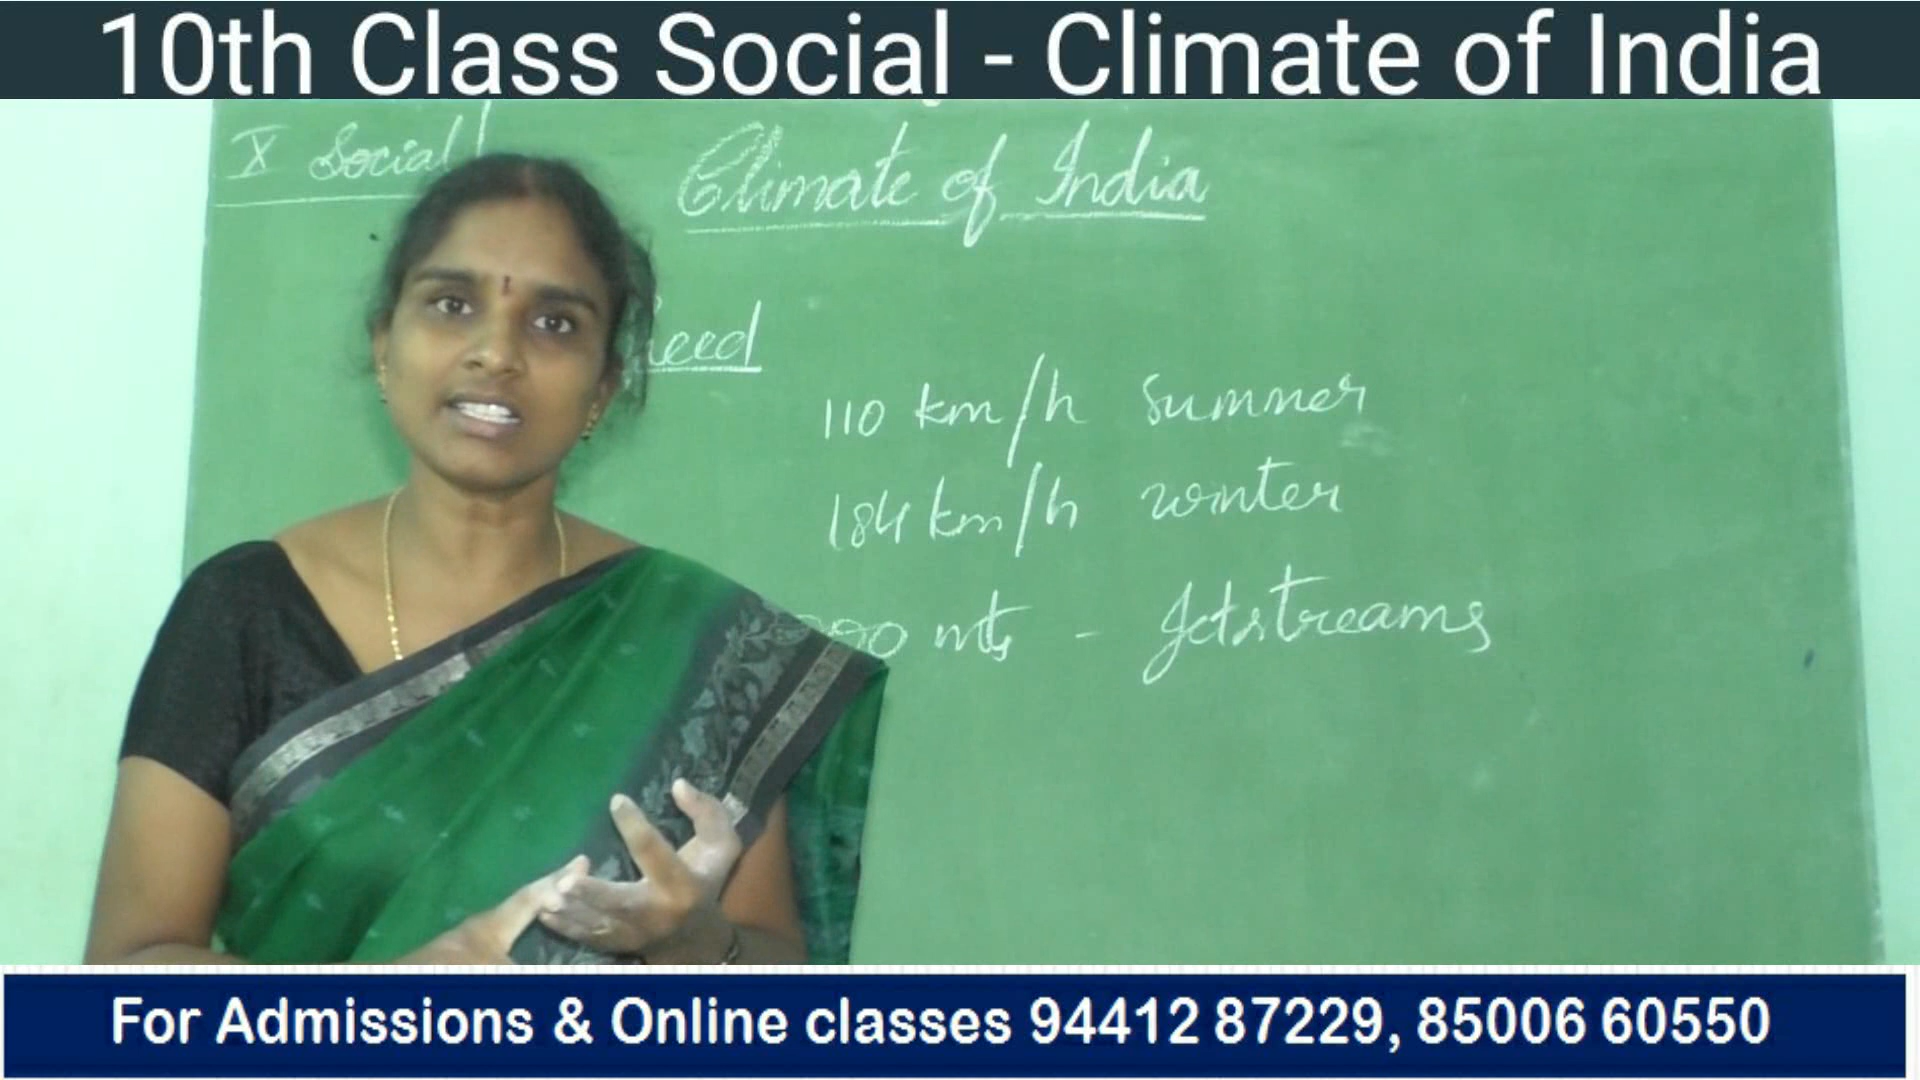 10th Class Social - Climate of India
X Social
Climate of India
110 km/h summer
184 km/h winter
mts - Jetstreams
For Admissions & Online classes 94412 87229, 85006 60550